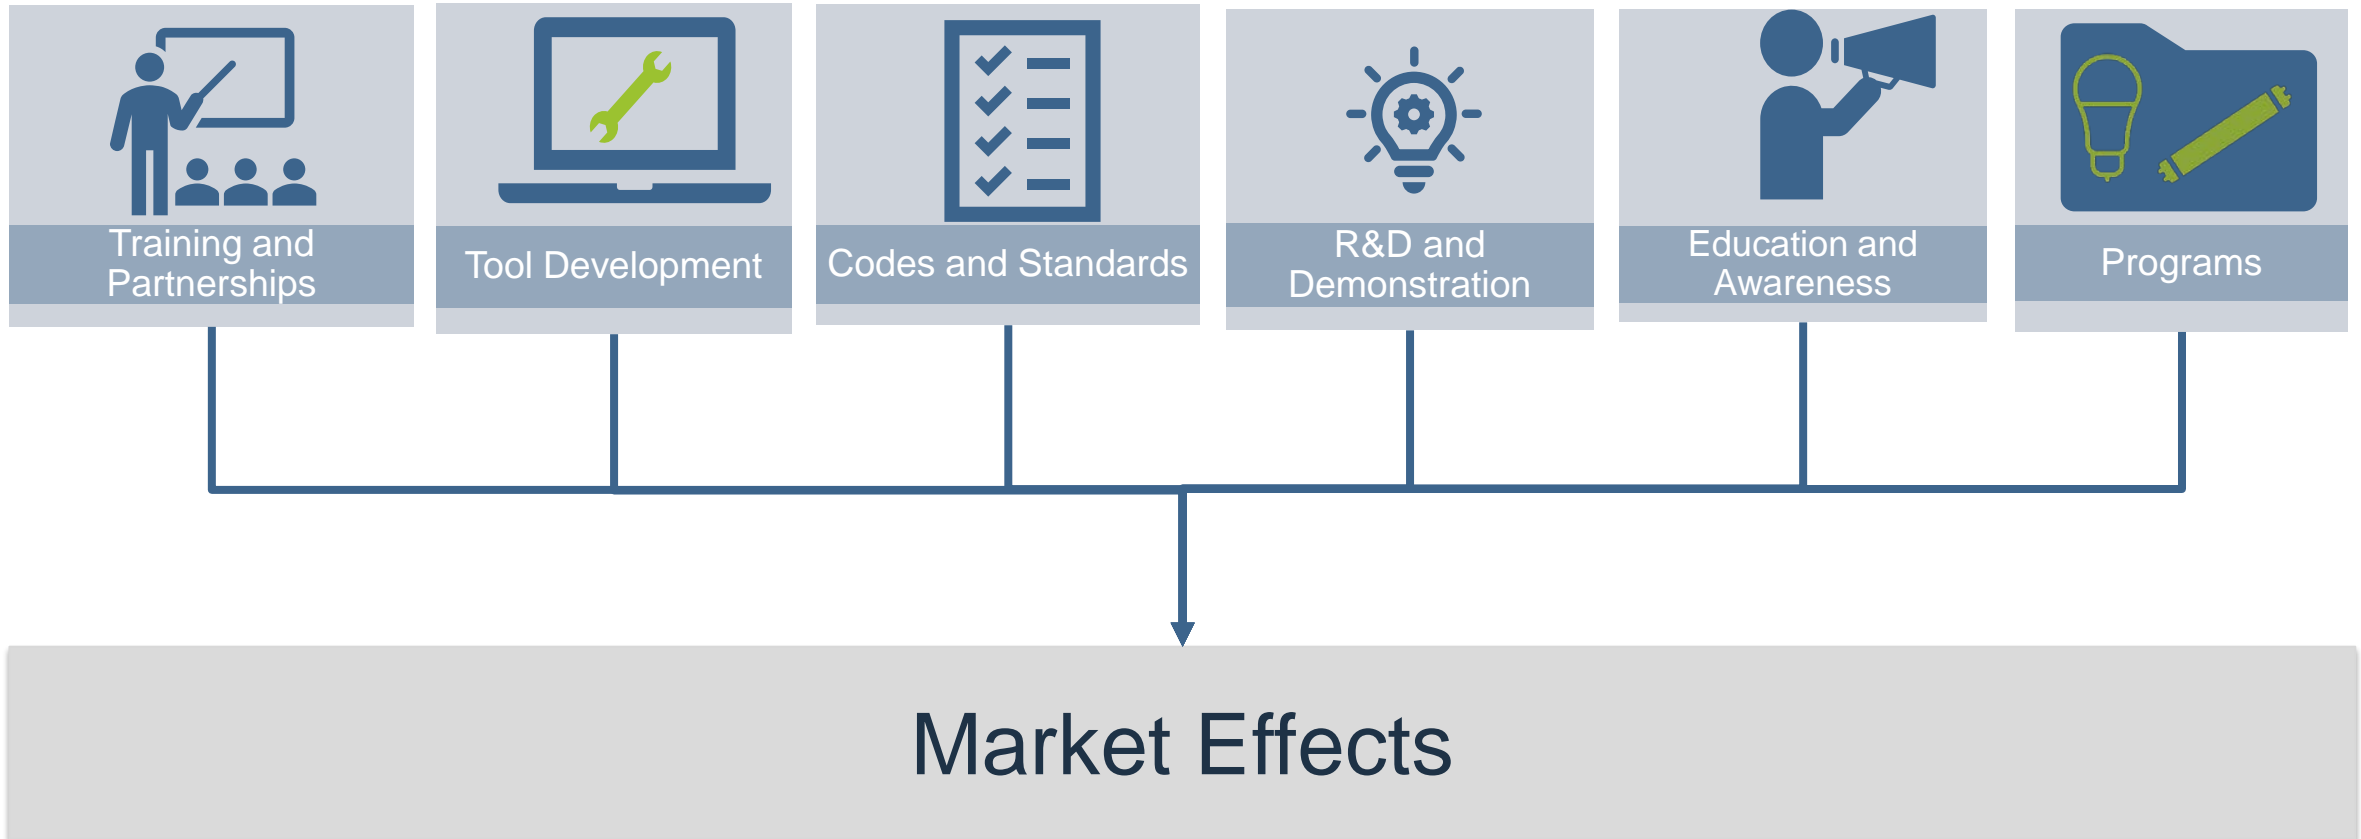 Training and
Partnerships
Tool Development
Codes and Standards
R&D and
Demonstration
Education and
Awareness
Programs
Market Effects